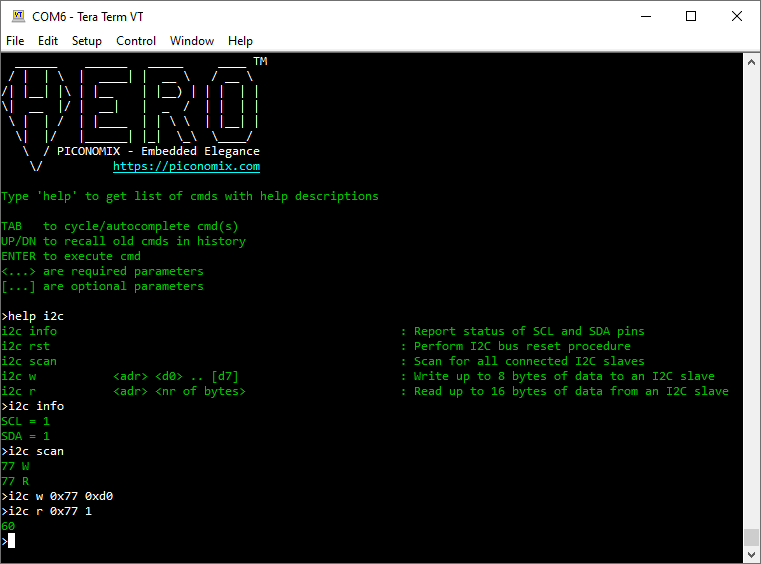 COM6 - Tera Term VT
File Edit Setup Control Window Help
HERO TM
PICONOMIX - Embedded Elegance
https://piconomix.com
Type 'help' to get list of cmds with help descriptions
TAB   to cycle/autocomplete cmd(s)
UP/DN to recall old cmds in history
ENTER to execute cmd
<...> are required parameters
[...] are optional parameters
>help i2c
i2c info                                                 : Report status of SCL and SDA pins
i2c rst                                                  : Perform I2C bus reset procedure
i2c scan                                                 : Scan for all connected I2C slaves
i2c w           <adr> <d0> .. [d7]                       : Write up to 8 bytes of data to an I2C slave
i2c r           <adr> <nr of bytes>                      : Read up to 16 bytes of data from an I2C slave
>i2c info
SCL = 1
SDA = 1
>i2c scan
77 W
77 R
>i2c w 0x77 0xd0
>i2c r 0x77 1
60
>